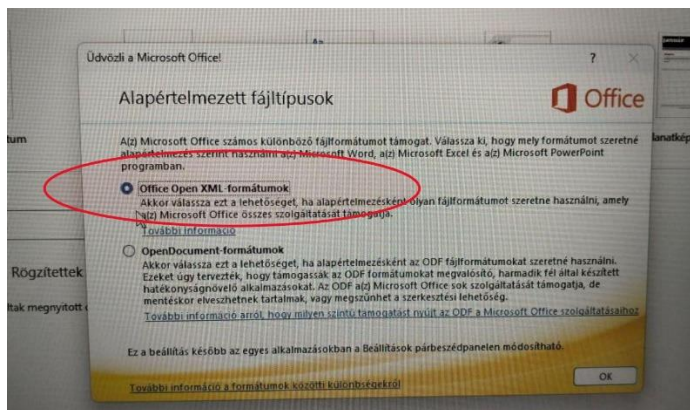 Üdvözli a Microsoft Office!
?
Alapértelmezett fájltípusok
Office
A(z) Microsoft Office számos különböző fájlformátumot támogat. Válassza ki, hogy mely formátumot szeretné
alapértelmezés szerint használni a(z) Microsoft Word, a(z) Microsoft Excel és a(z) Microsoft PowerPoint
programban.
Office Open XML-formátumok
Akkor válassza ezt a lehetőséget, ha alapértelmezésként olyan fájlformátumot szeretne használni, amely
a(z) Microsoft Office összes szolgáltatását támogatja.
További információ
OpenDocument-formátumok
Akkor válassza ezt a lehetőséget, ha alapértelmezésként az ODF fájlformátumokat szeretné használni.
Ezeket úgy tervezték, hogy támogassák az ODF formátumokat megvalósító, harmadik fél által készített
hatékonyságnövelő alkalmazásokat. Az ODF a(z) Microsoft Office sok szolgáltatását támogatja, de
mentéskor elveszhetnek tartalmak, vagy megszűnhet a szerkesztési lehetőség.
További információ arról, hogy milyen szintű támogatást nyújt az ODF a Microsoft Office szolgáltatásaihoz
Ez a beállítás később az egyes alkalmazásokban a Beállítások párbeszédpanelen módosítható.
További információ a formátumok közötti különbségekről
OK
tum
lanatkép
Rögzítettek
ltak megnyitott